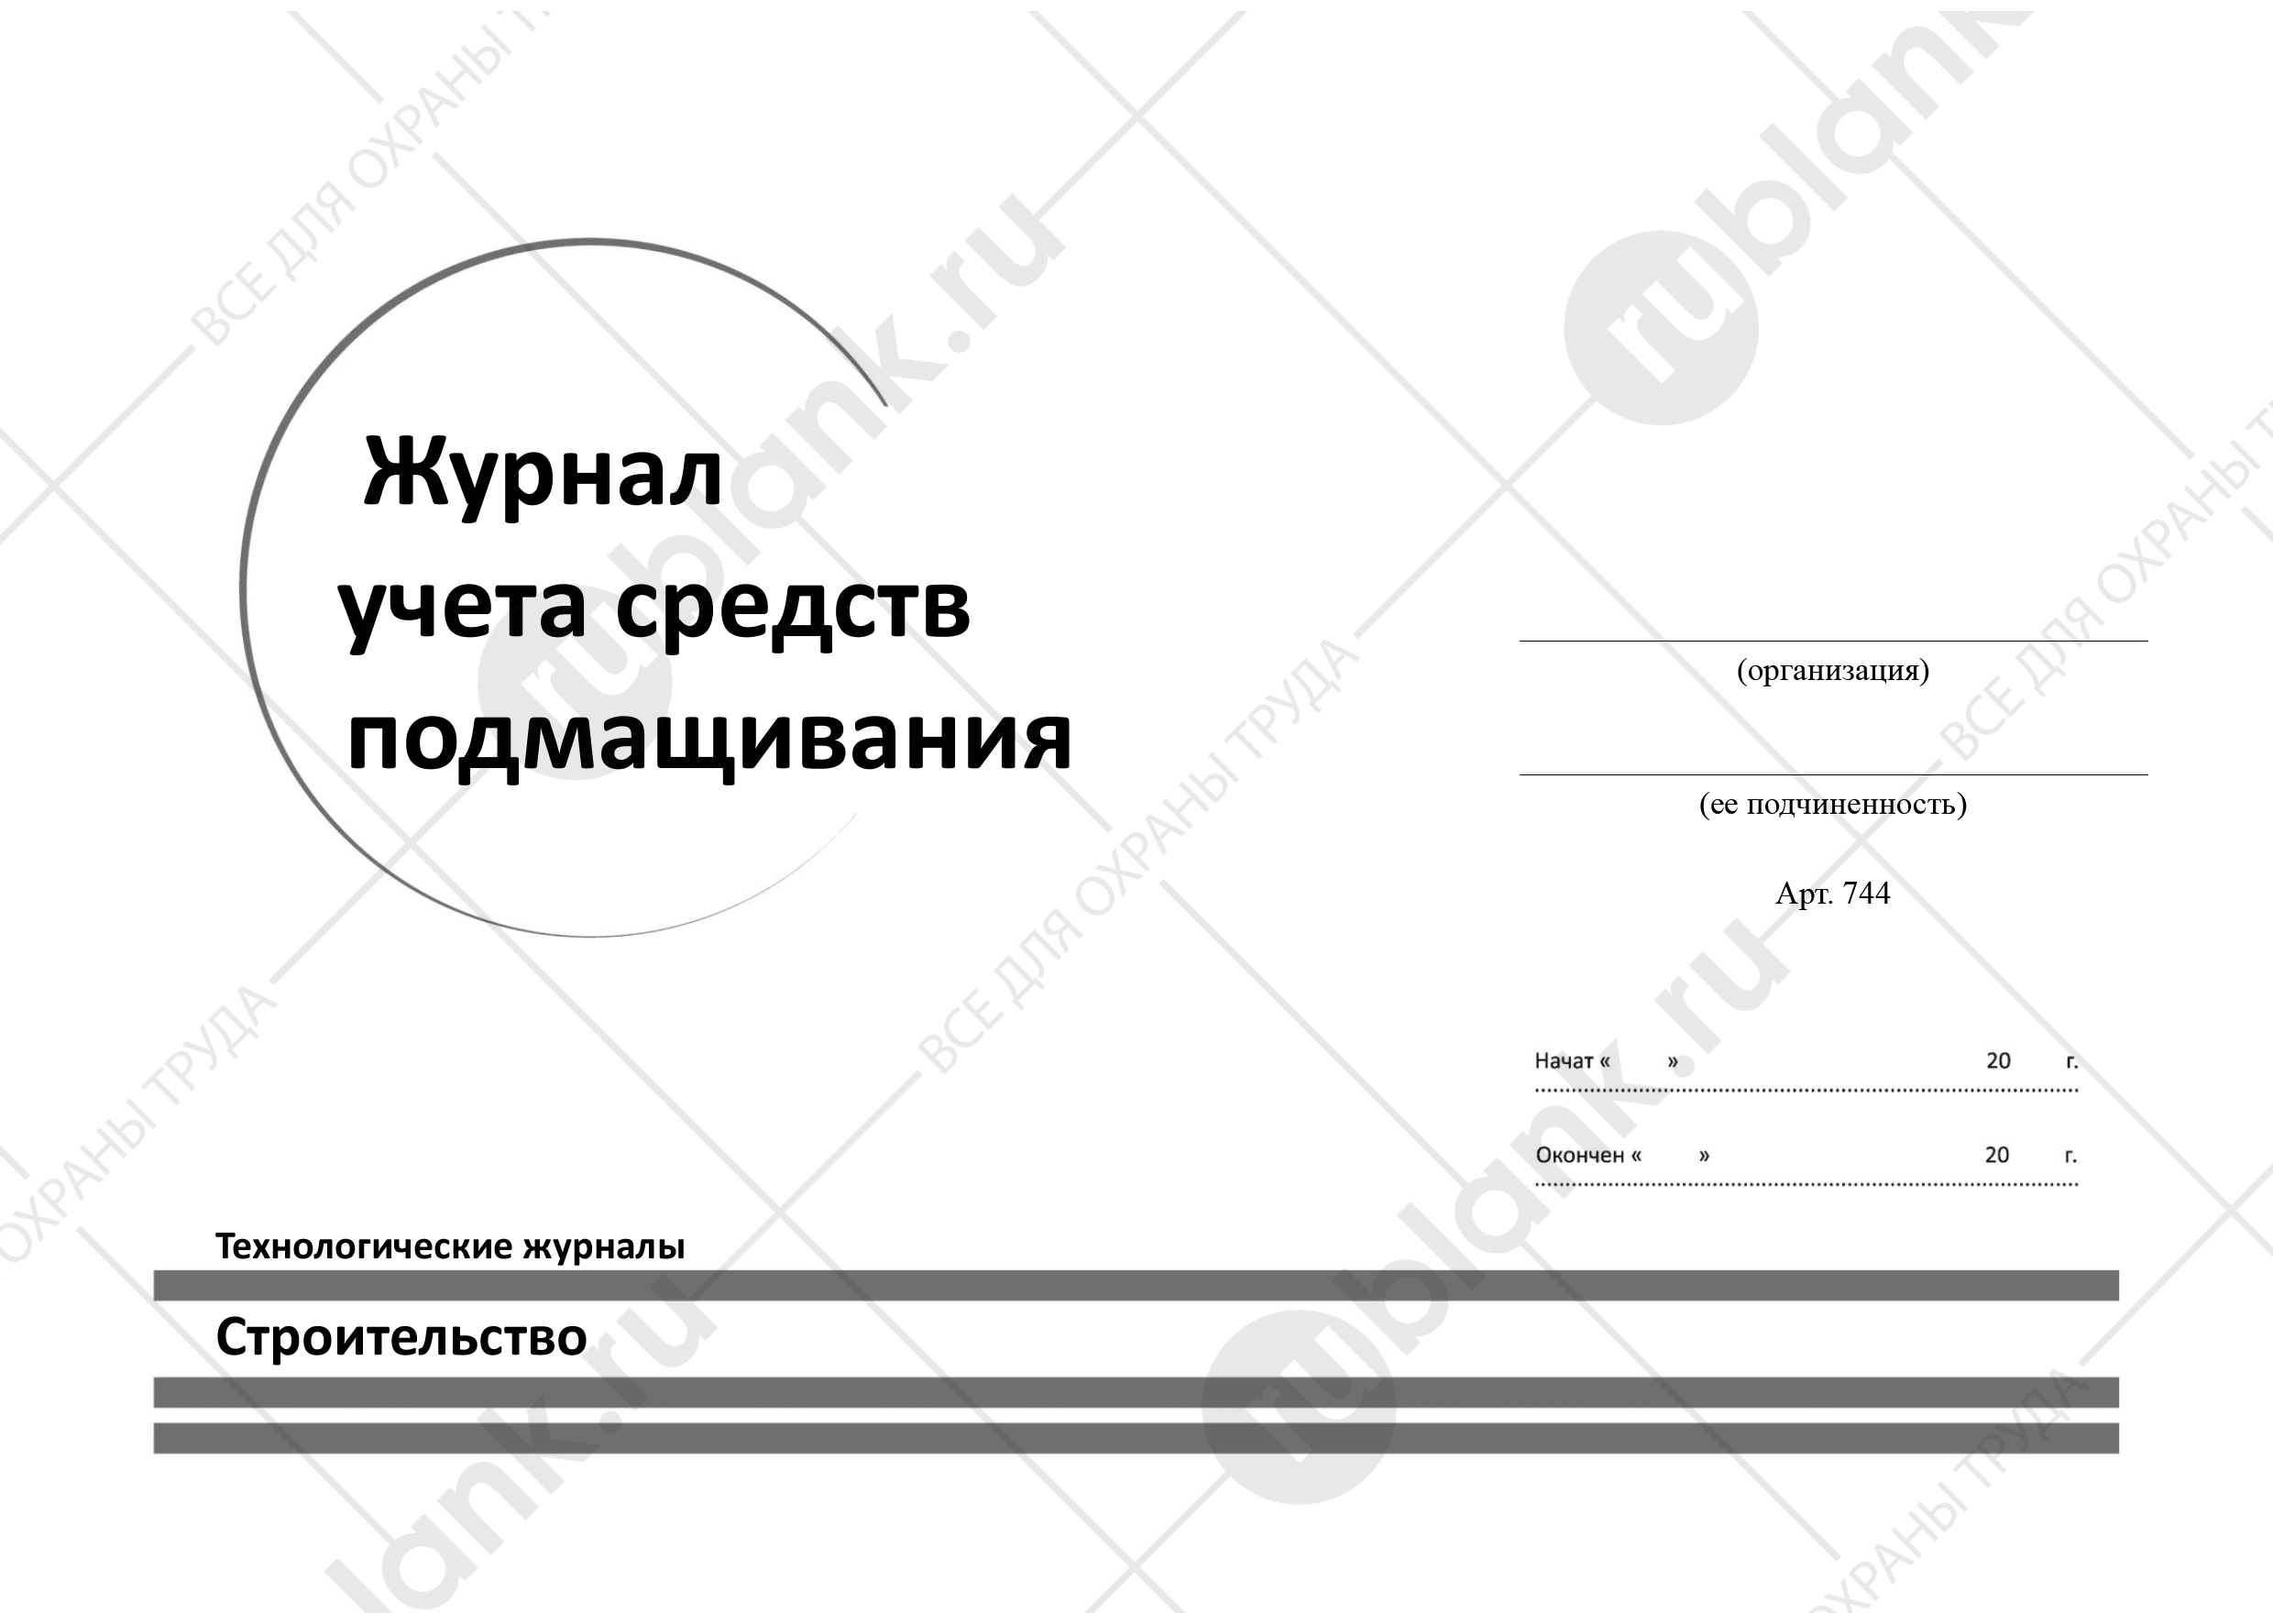 Журнал
учета средств
подмащивания
(организация)
(ее подчиненность)
Арт. 744
Начат « » 20 г.
Окончен « » 20 г.
Технологические журналы
Строительство
rublank.ru
ВСЕ ДЛЯ ОХРАНЫ ТРУДА